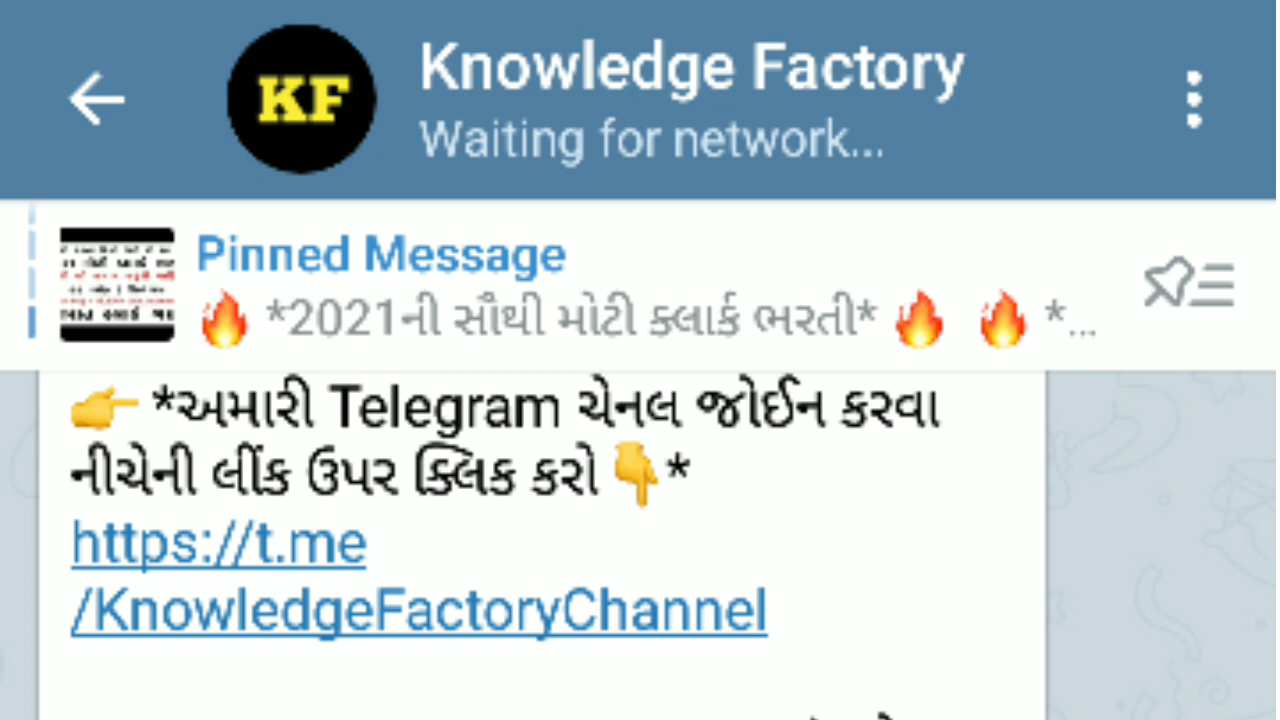 KF
Knowledge Factory
Waiting for network...
Pinned Message
🔥 *2021ની સૌથી મોટી ક્લાર્ક ભરતી* 🔥 🔥 *...
👉 *અમારી Telegram ચેનલ જોઈન કરવા
નીચેની લીંક ઉપર ક્લિક કરો 👇*
https://t.me
/KnowledgeFactoryChannel